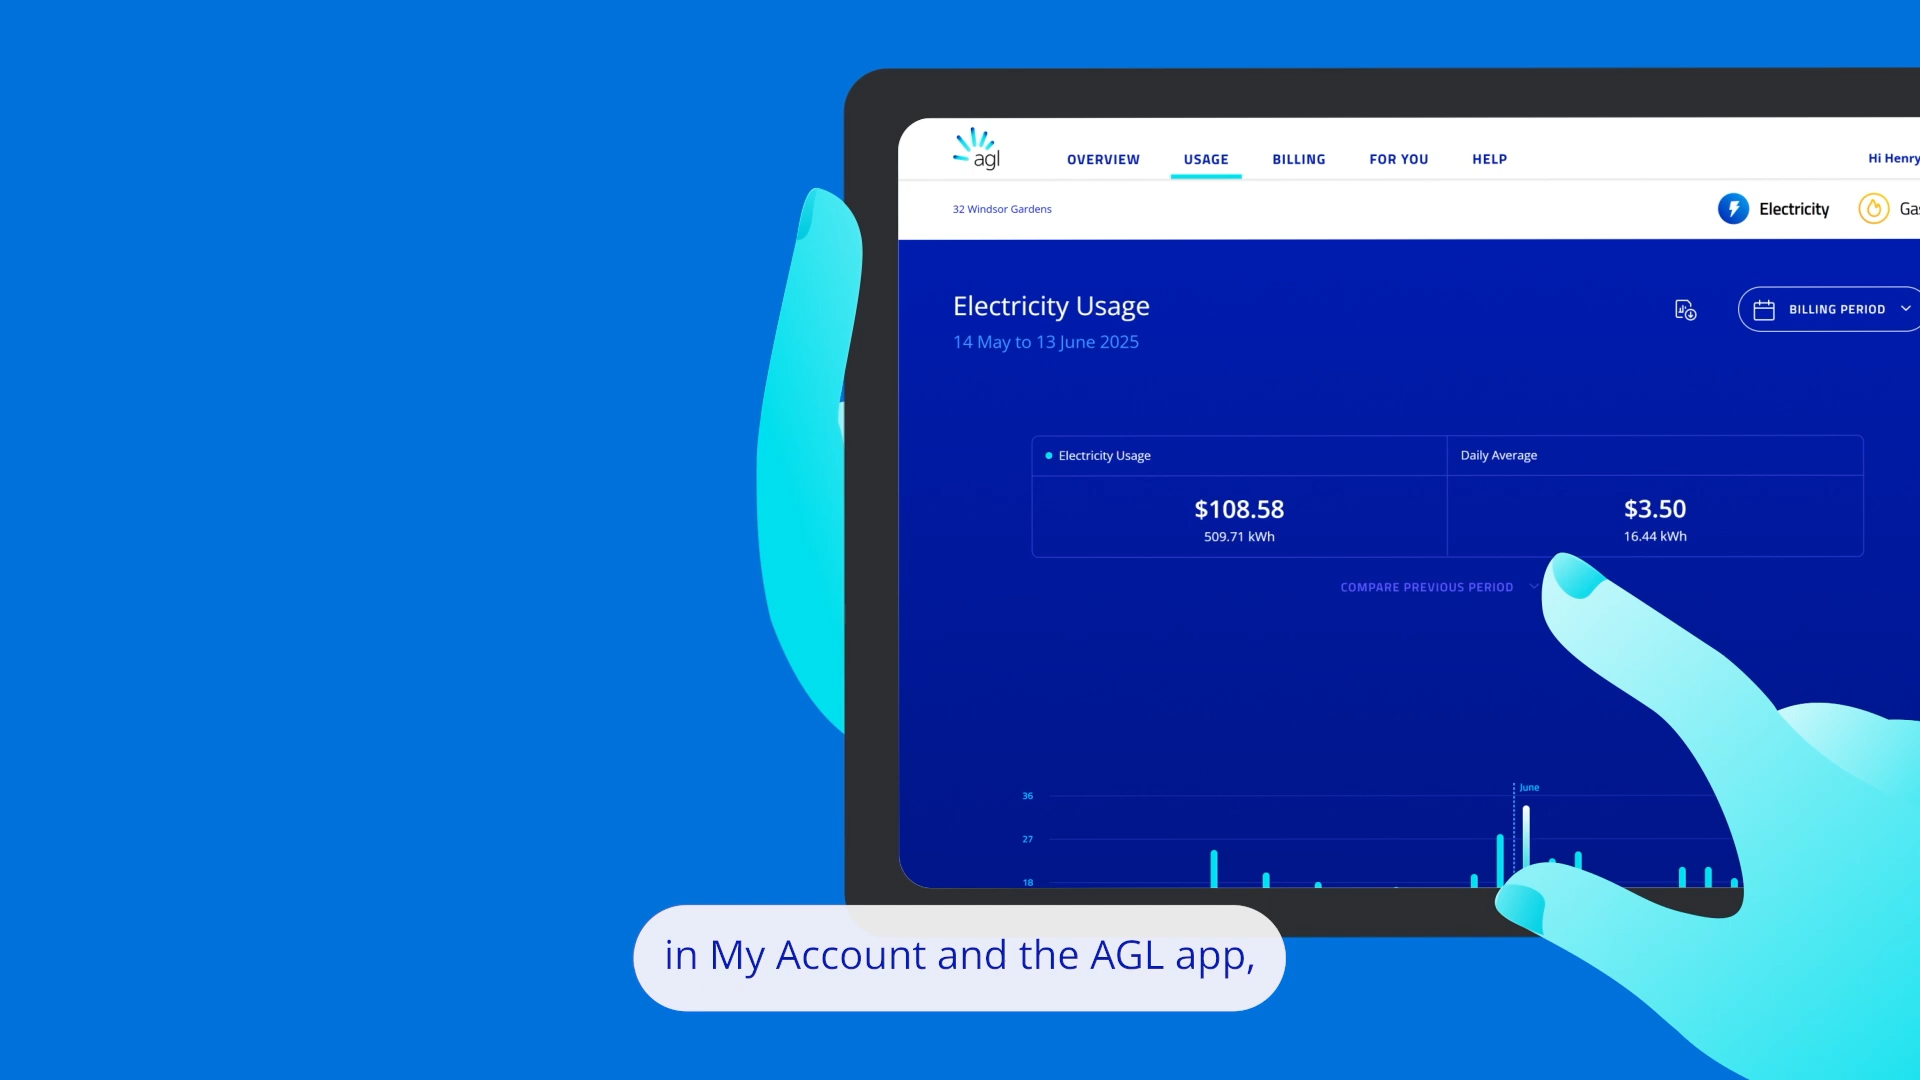 agl
OVERVIEW USAGE BILLING FOR YOU HELP
Hi Henry
32 Windsor Gardens
Electricity
Gas
Electricity Usage
14 May to 13 June 2025
BILLING PERIOD
Electricity Usage
Daily Average
$108.58
509.71 kWh
$3.50
16.44 kWh
COMPARE PREVIOUS PERIOD
June
36
27
18
in My Account and the AGL app,